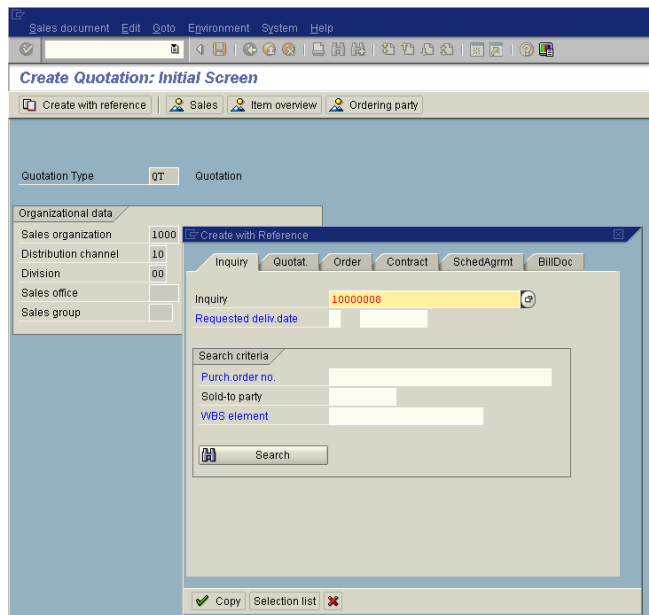 Sales document Edit Goto Environment System Help
Create Quotation: Initial Screen
Create with reference Sales Item overview Ordering party
Quotation Type QT Quotation
Organizational data
Sales organization 1000
Distribution channel 10
Division 00
Sales office
Sales group
Create with Reference
Inquiry Quotat. Order Contract SchedAgrmt BillDoc
Inquiry 10000008
Requested deliv.date
Search criteria
Purch.order no.
Sold-to party
WBS element
Search
Copy Selection list